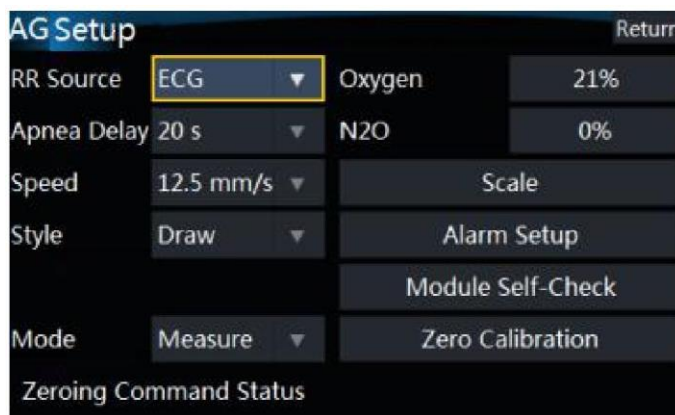 AG Setup Return
RR Source ECG Oxygen 21%
Apnea Delay 20 s N2O 0%
Speed 12.5 mm/s Scale
Style Draw Alarm Setup
Module Self-Check
Mode Measure Zero Calibration
Zeroing Command Status